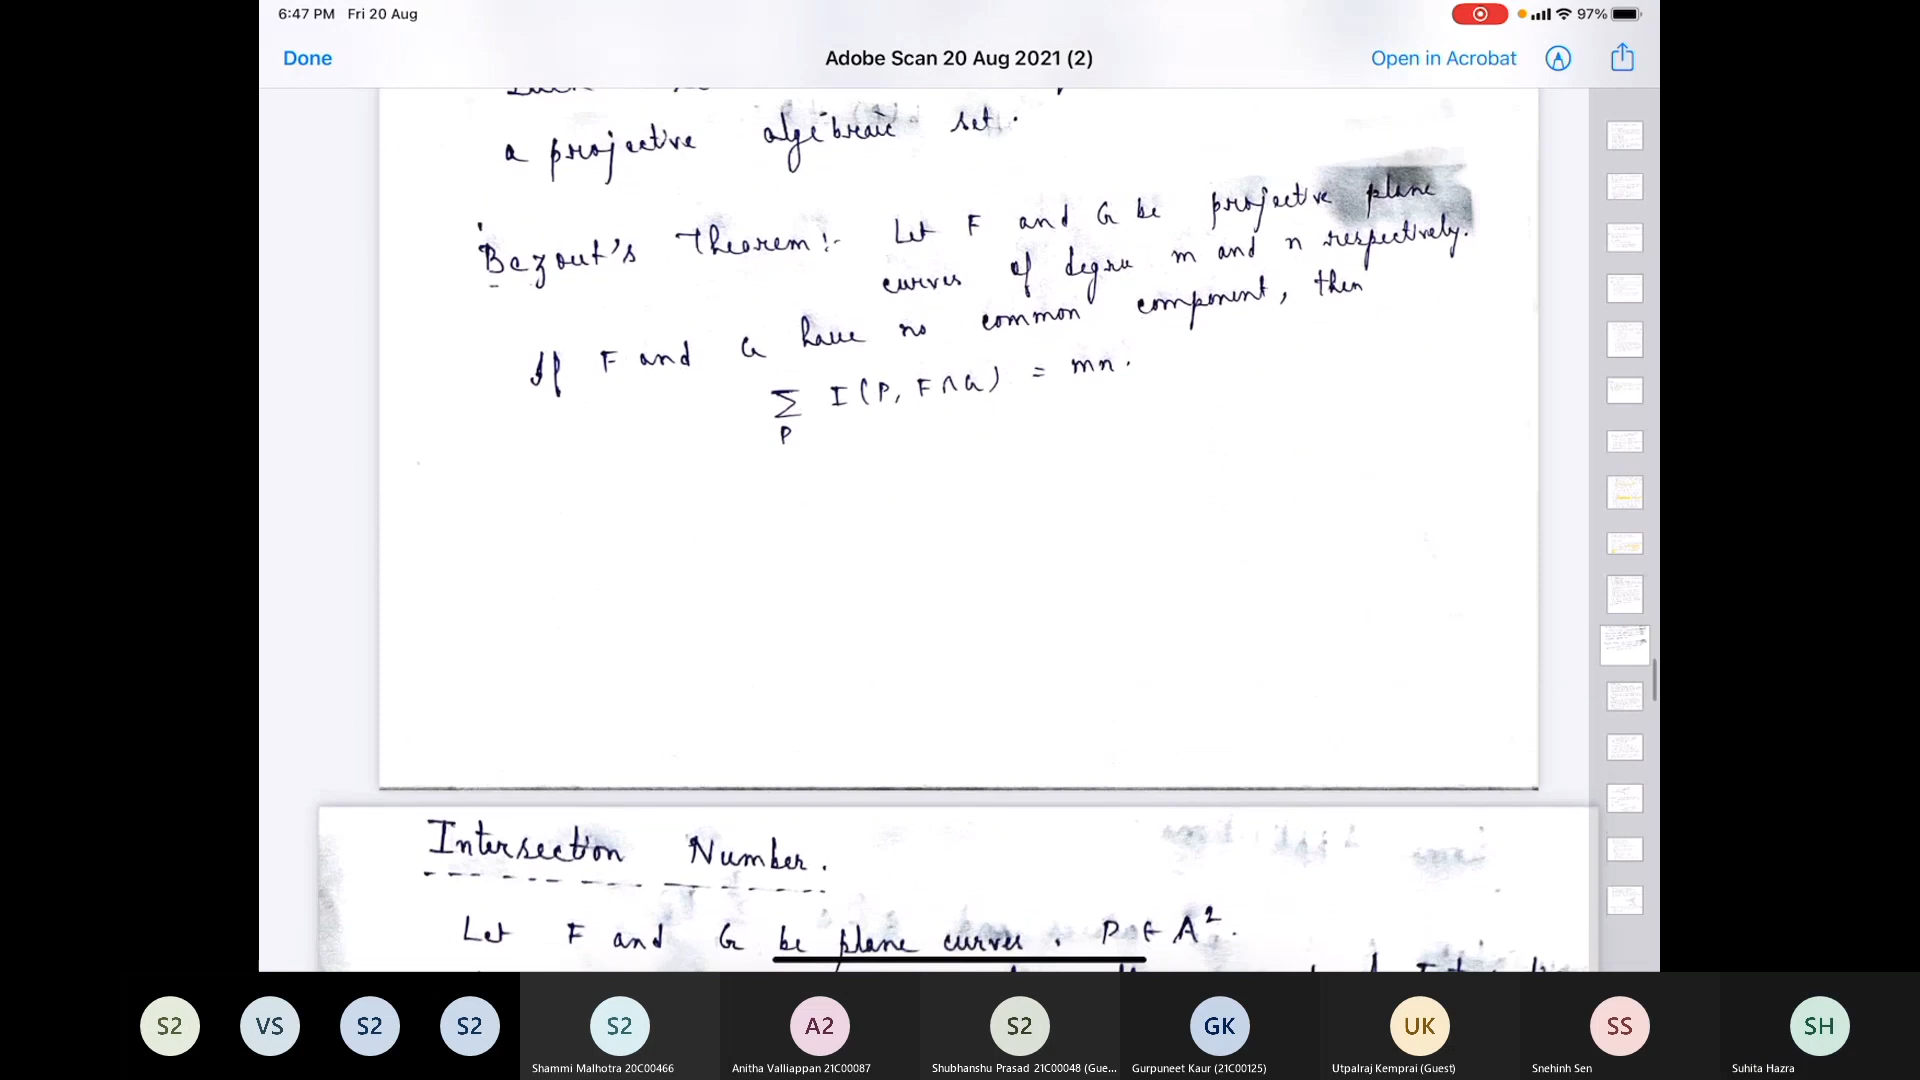 6:47 PM Fri 20 Aug
97%
Done
Adobe Scan 20 Aug 2021 (2)
Open in Acrobat
a projective algebraic set.
Bezout's Theorem:- Let F and G be projective plane
curves of degree m and n respectively.
If F and G have no common component, then
∑ I(P, F∩G) = mn.
P
Intersection Number.
Let F and G be plane curves. P ∈ A².
S2 VS S2 S2 S2 A2 S2 GK UK SS SH
Shammi Malhotra 20C00466 Anitha Valliappan 21C00087 Shubhanshu Prasad 21C00048 (Gue... Gurpuneet Kaur (21C00125) Utpalraj Kemprai (Guest) Snehinh Sen Suhita Hazra